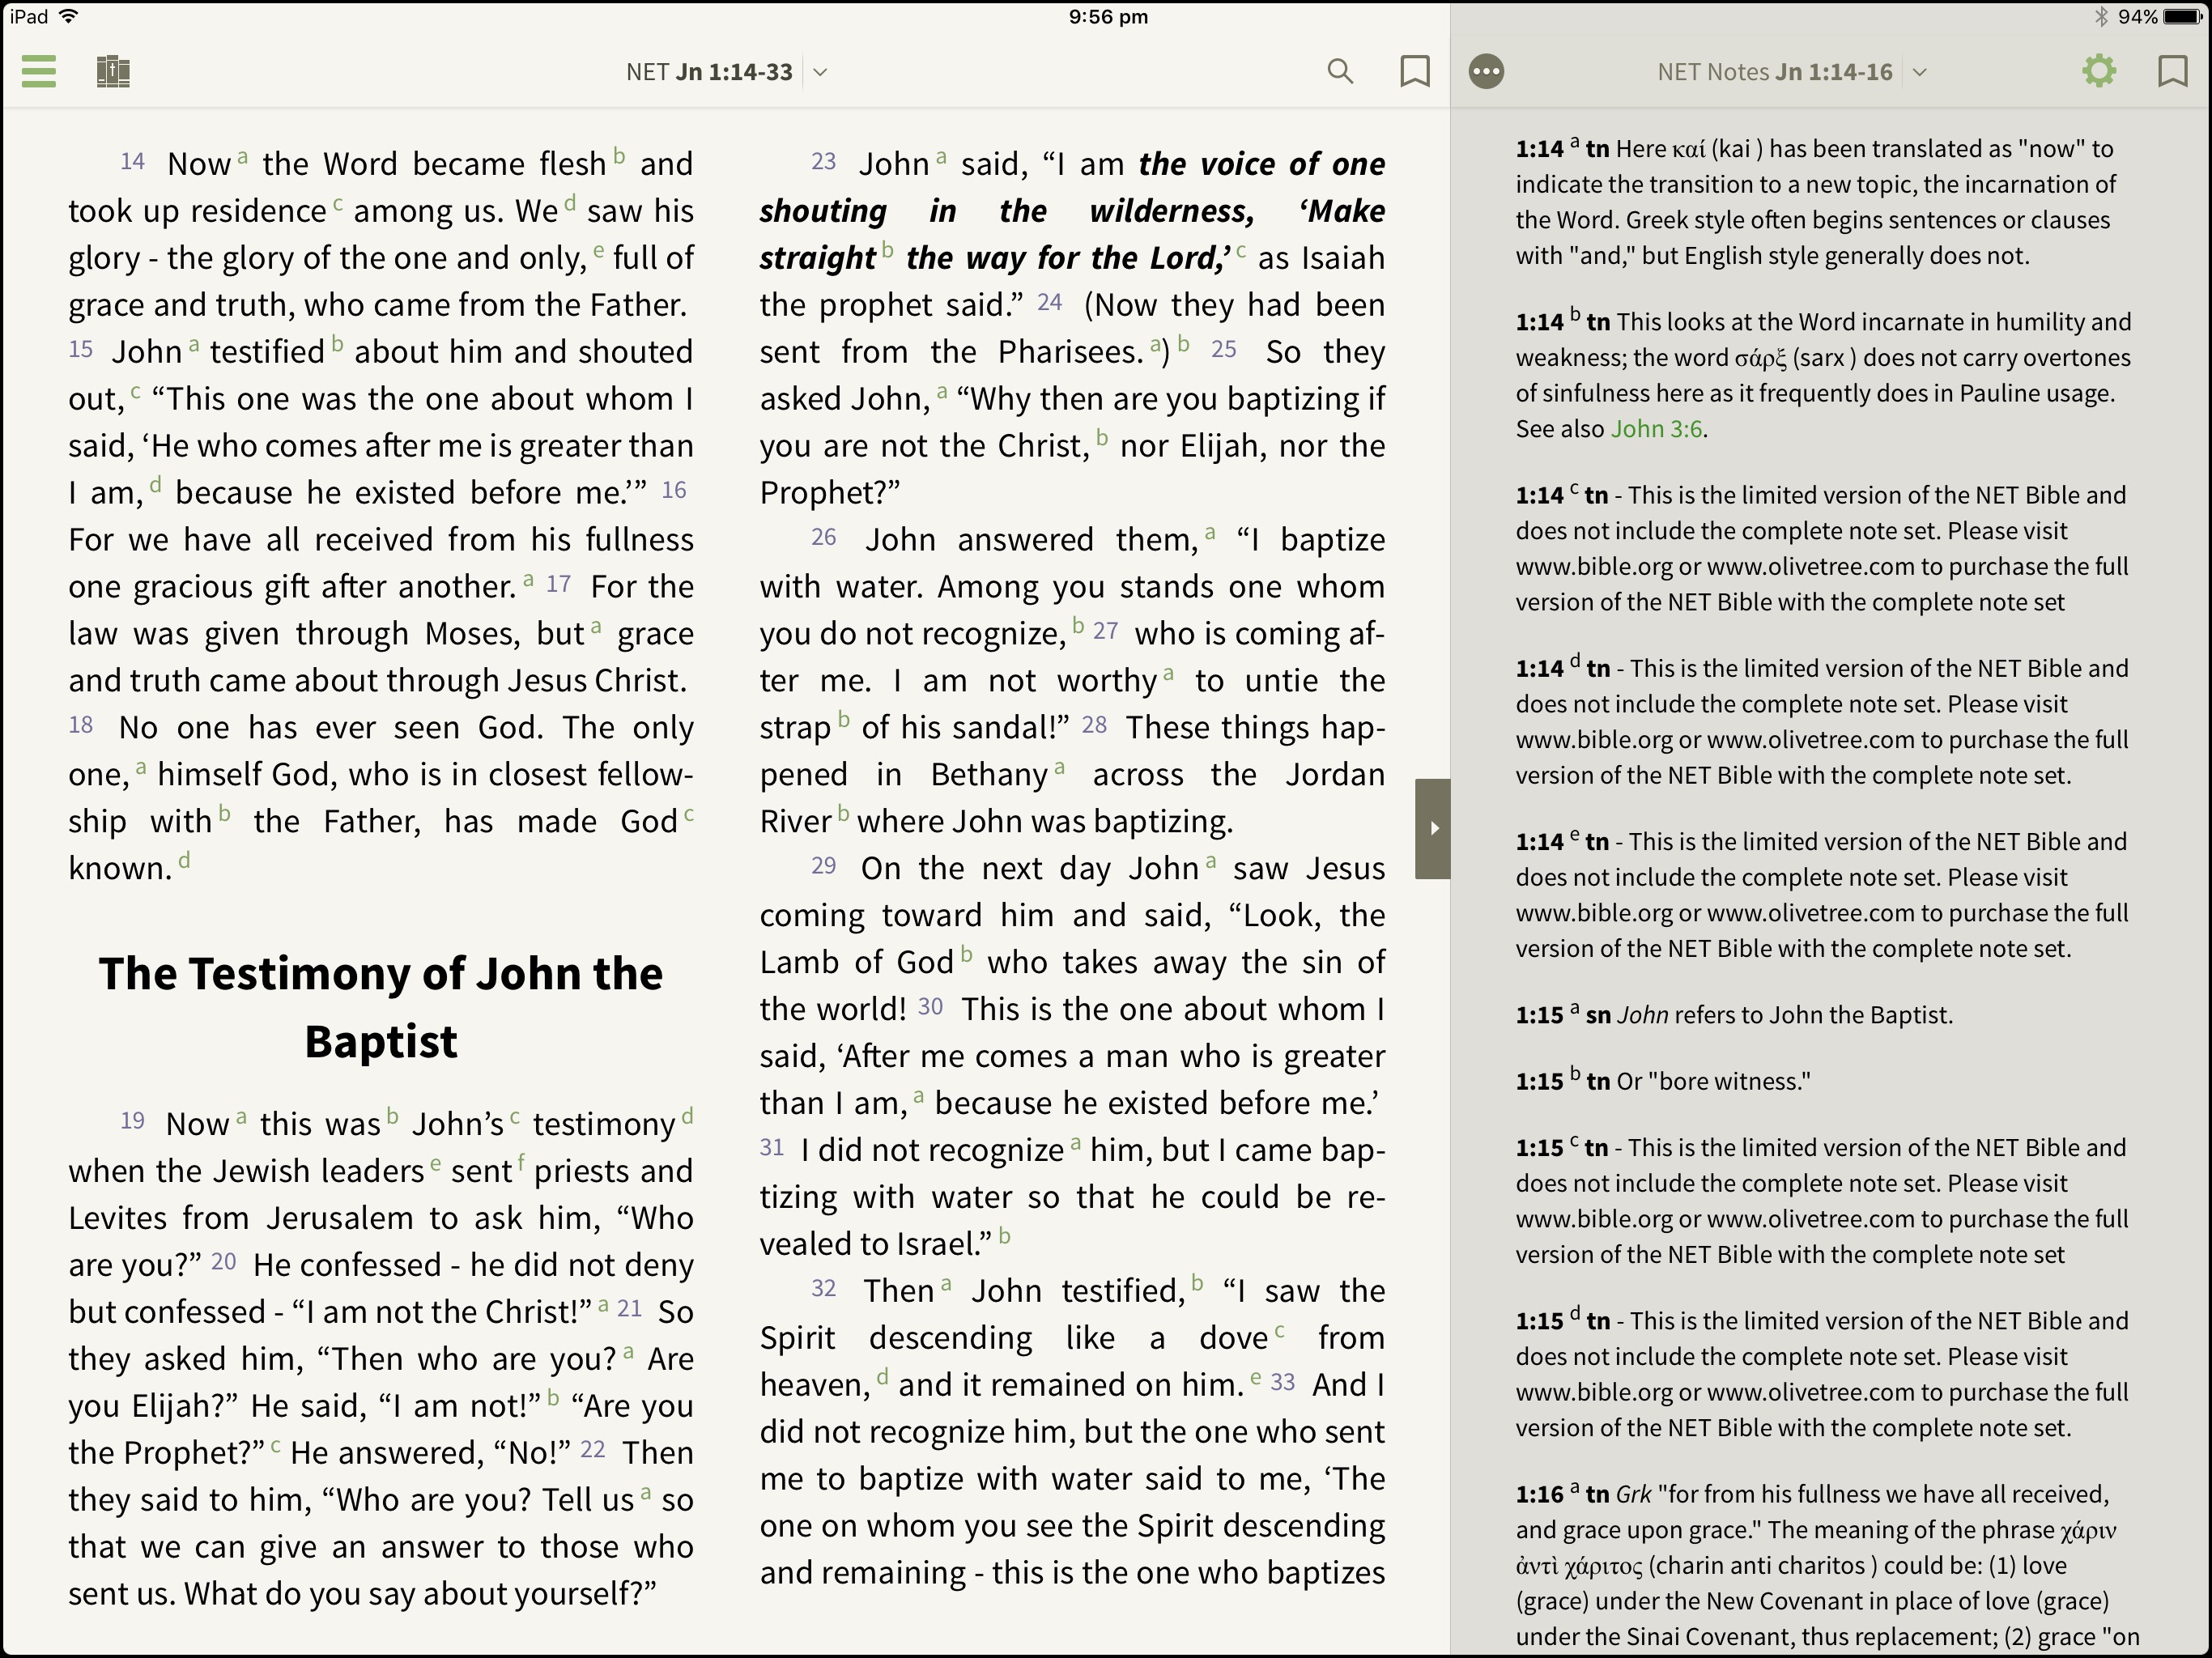 iPad
9:56 pm
94%
NET Jn 1:14-33
NET Notes Jn 1:14-16
14 Now a the Word became flesh b and
took up residence c among us. We d saw his
glory - the glory of the one and only, e full of
grace and truth, who came from the Father.
15 John a testified b about him and shouted
out, c “This one was the one about whom I
said, ‘He who comes after me is greater than
I am, d because he existed before me.’” 16
For we have all received from his fullness
one gracious gift after another. a 17 For the
law was given through Moses, but a grace
and truth came about through Jesus Christ.
18 No one has ever seen God. The only
one, a himself God, who is in closest fellow-
ship with b the Father, has made God c
known. d
The Testimony of John the
Baptist
19 Now a this was b John’s c testimony d
when the Jewish leaders e sent f priests and
Levites from Jerusalem to ask him, “Who
are you?” 20 He confessed - he did not deny
but confessed - “I am not the Christ!” a 21 So
they asked him, “Then who are you? a Are
you Elijah?” He said, “I am not!” b “Are you
the Prophet?” c He answered, “No!” 22 Then
they said to him, “Who are you? Tell us a so
that we can give an answer to those who
sent us. What do you say about yourself?”
23 John a said, “I am the voice of one
shouting in the wilderness, ‘Make
straight b the way for the Lord,’ c as Isaiah
the prophet said.” 24 (Now they had been
sent from the Pharisees. a) b 25 So they
asked John, a “Why then are you baptizing if
you are not the Christ, b nor Elijah, nor the
Prophet?”
26 John answered them, a “I baptize
with water. Among you stands one whom
you do not recognize, b 27 who is coming af-
ter me. I am not worthy a to untie the
strap b of his sandal!” 28 These things hap-
pened in Bethany a across the Jordan
River b where John was baptizing.
29 On the next day John a saw Jesus
coming toward him and said, “Look, the
Lamb of God b who takes away the sin of
the world! 30 This is the one about whom I
said, ‘After me comes a man who is greater
than I am, a because he existed before me.’
31 I did not recognize a him, but I came bap-
tizing with water so that he could be re-
vealed to Israel.” b
32 Then a John testified, b “I saw the
Spirit descending like a dove c from
heaven, d and it remained on him. e 33 And I
did not recognize him, but the one who sent
me to baptize with water said to me, ‘The
one on whom you see the Spirit descending
and remaining - this is the one who baptizes
1:14 a tn Here καί (kai ) has been translated as "now" to
indicate the transition to a new topic, the incarnation of
the Word. Greek style often begins sentences or clauses
with "and," but English style generally does not.
1:14 b tn This looks at the Word incarnate in humility and
weakness; the word σάρξ (sarx ) does not carry overtones
of sinfulness here as it frequently does in Pauline usage.
See also John 3:6.
1:14 c tn - This is the limited version of the NET Bible and
does not include the complete note set. Please visit
www.bible.org or www.olivetree.com to purchase the full
version of the NET Bible with the complete note set
1:14 d tn - This is the limited version of the NET Bible and
does not include the complete note set. Please visit
www.bible.org or www.olivetree.com to purchase the full
version of the NET Bible with the complete note set.
1:14 e tn - This is the limited version of the NET Bible and
does not include the complete note set. Please visit
www.bible.org or www.olivetree.com to purchase the full
version of the NET Bible with the complete note set.
1:15 a sn John refers to John the Baptist.
1:15 b tn Or "bore witness."
1:15 c tn - This is the limited version of the NET Bible and
does not include the complete note set. Please visit
www.bible.org or www.olivetree.com to purchase the full
version of the NET Bible with the complete note set
1:15 d tn - This is the limited version of the NET Bible and
does not include the complete note set. Please visit
www.bible.org or www.olivetree.com to purchase the full
version of the NET Bible with the complete note set.
1:16 a tn Grk "for from his fullness we have all received,
and grace upon grace." The meaning of the phrase χάριν
ἀντὶ χάριτος (charin anti charitos ) could be: (1) love
(grace) under the New Covenant in place of love (grace)
under the Sinai Covenant, thus replacement; (2) grace "on